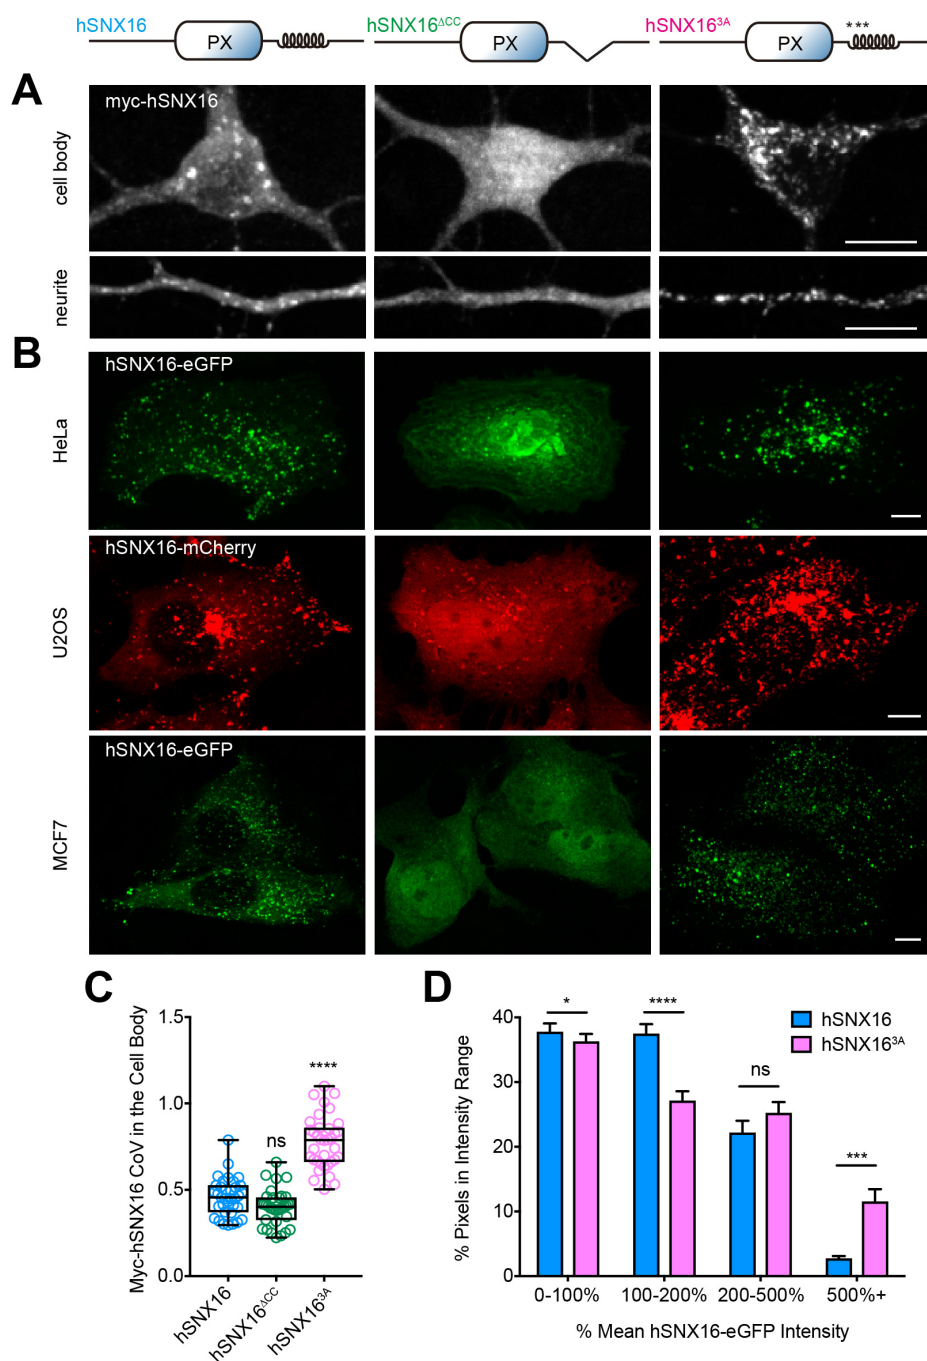 hSNX16
hSNX16ΔCC
hSNX163A
PX
PX
PX
***
A
myc-hSNX16
cell body
neurite
B
hSNX16-eGFP
HeLa
hSNX16-mCherry
U2OS
hSNX16-eGFP
MCF7
C
Myc-hSNX16 CoV in the Cell Body
1.5
1.0
0.5
0.0
ns
****
hSNX16
hSNX16ΔCC
hSNX163A
D
% Pixels in Intensity Range
40
30
20
10
0
*
****
ns
***
hSNX16
hSNX163A
0-100%
100-200%
200-500%
500%+
% Mean hSNX16-eGFP Intensity